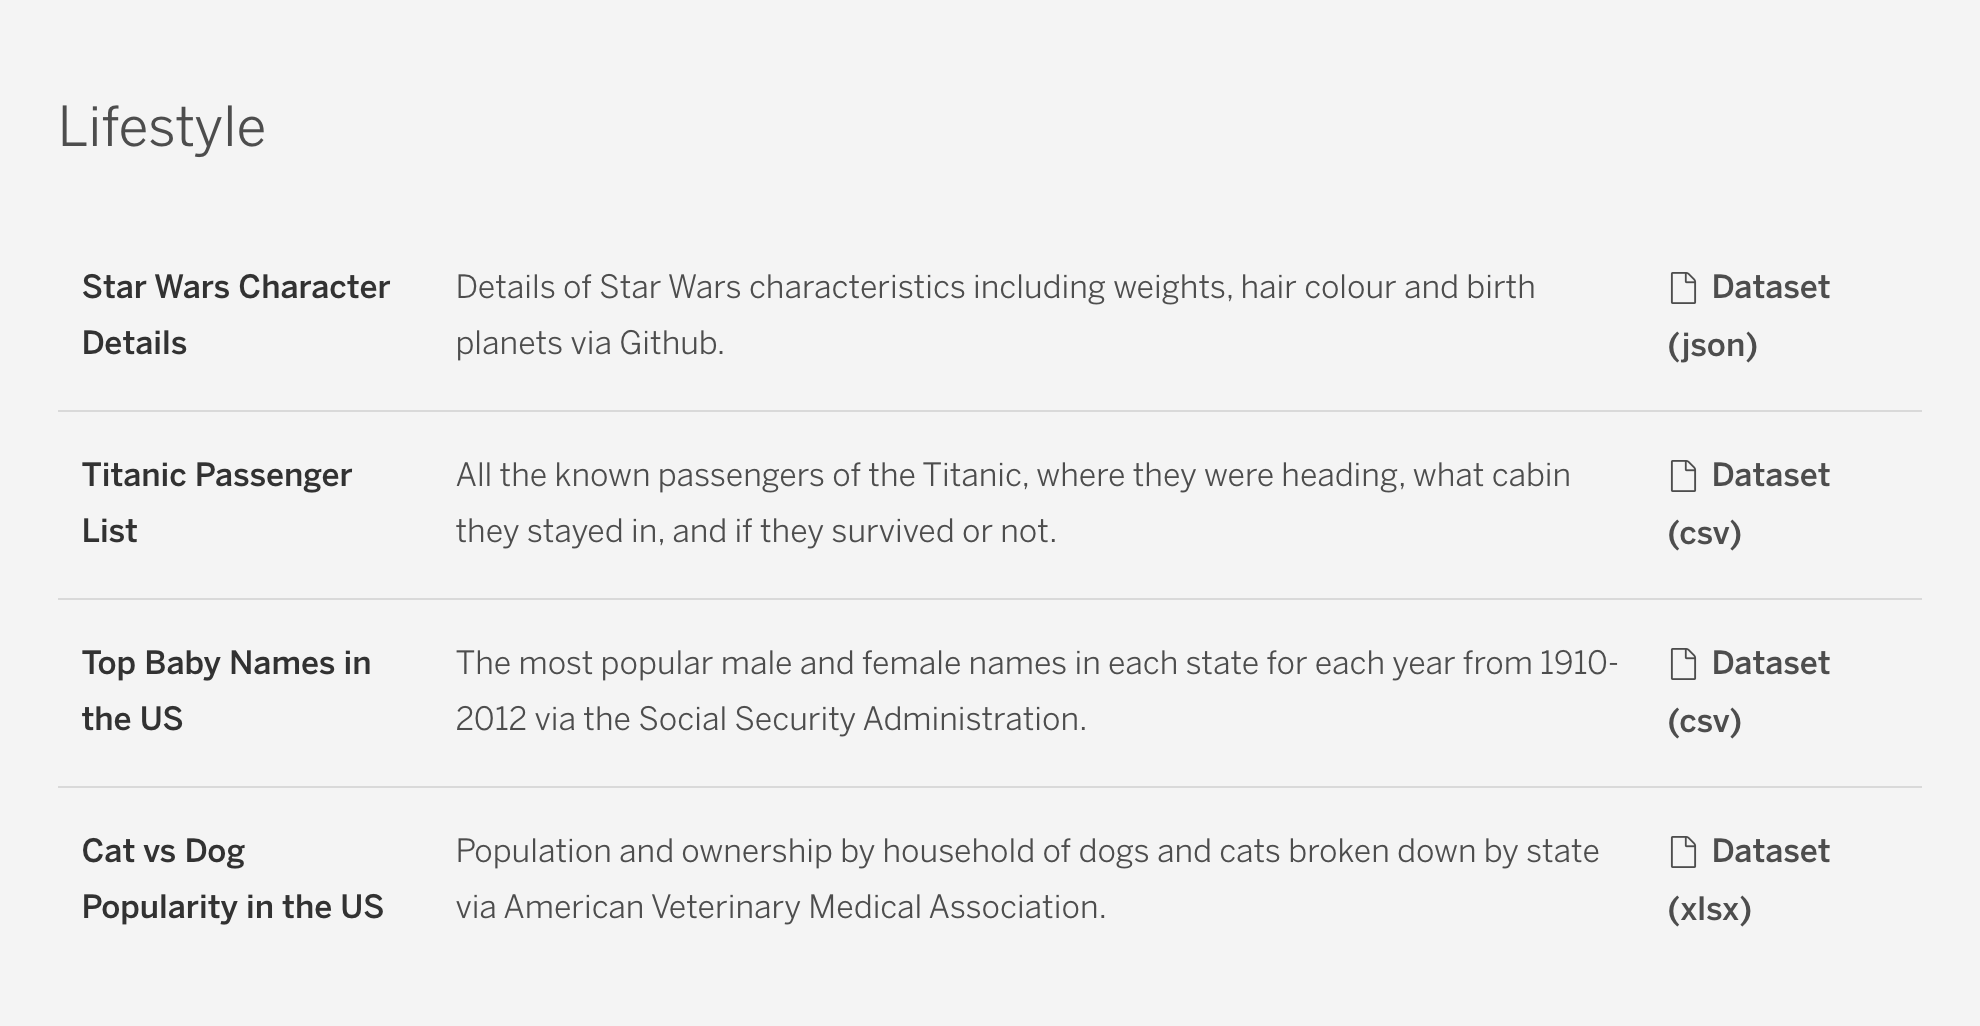 Lifestyle
Star Wars Character
Details
Details of Star Wars characteristics including weights, hair colour and birth
planets via Github.
Dataset
(json)
Titanic Passenger
List
All the known passengers of the Titanic, where they were heading, what cabin
they stayed in, and if they survived or not.
Dataset
(csv)
Top Baby Names in
the US
The most popular male and female names in each state for each year from 1910-
2012 via the Social Security Administration.
Dataset
(csv)
Cat vs Dog
Popularity in the US
Population and ownership by household of dogs and cats broken down by state
via American Veterinary Medical Association.
Dataset
(xlsx)